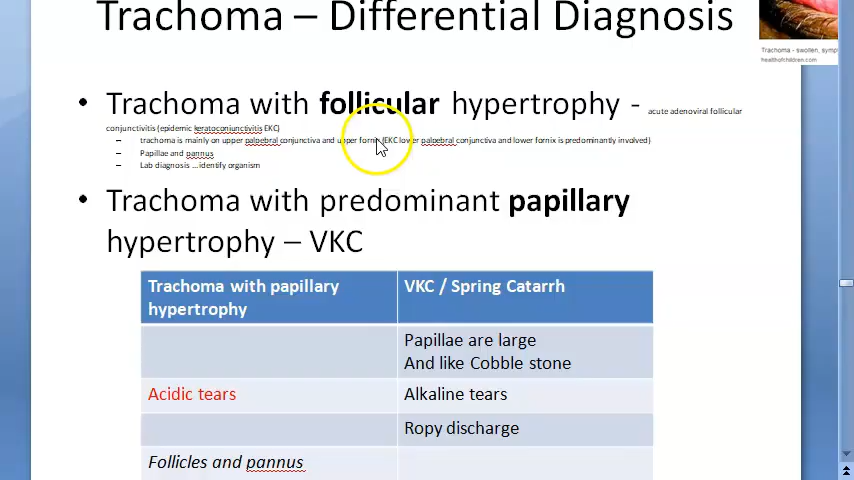 Trachoma – Differential Diagnosis
Trachoma - swollen, symp
healthofchildren.com
• Trachoma with follicular hypertrophy - acute adenoviral follicular
conjunctivitis (epidemic keratoconjunctivitis EKC)
– trachoma is mainly on upper palpebral conjunctiva and upper fornix (EKC lower palpebral conjunctiva and lower fornix is predominantly involved)
– Papillae and pannus
– Lab diagnosis ... identify organism
• Trachoma with predominant papillary
hypertrophy – VKC
Trachoma with papillary
hypertrophy
VKC / Spring Catarrh
Papillae are large
And like Cobble stone
Acidic tears
Alkaline tears
Ropy discharge
Follicles and pannus